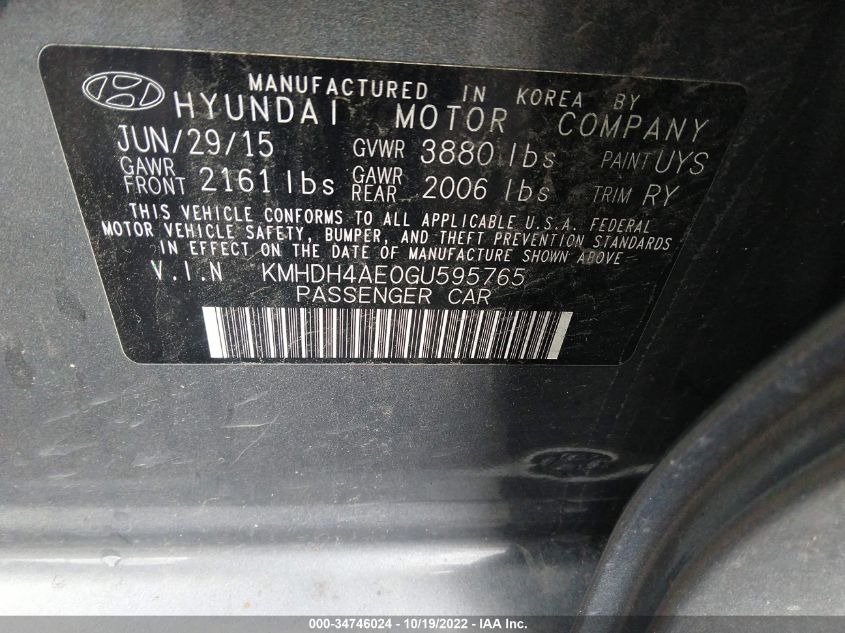 MANUFACTURED IN KOREA BY
HYUNDAI MOTOR COMPANY
JUN/29/15 GVWR 3880 lbs PAINT UYS
GAWR FRONT 2161 lbs GAWR REAR 2006 lbs TRIM RY
THIS VEHICLE CONFORMS TO ALL APPLICABLE U.S.A. FEDERAL
MOTOR VEHICLE SAFETY, BUMPER, AND THEFT PREVENTION STANDARDS
IN EFFECT ON THE DATE OF MANUFACTURE SHOWN ABOVE
V.I.N KMHDH4AE0GU595765
PASSENGER CAR
000-34746024 - 10/19/2022 - IAA Inc.